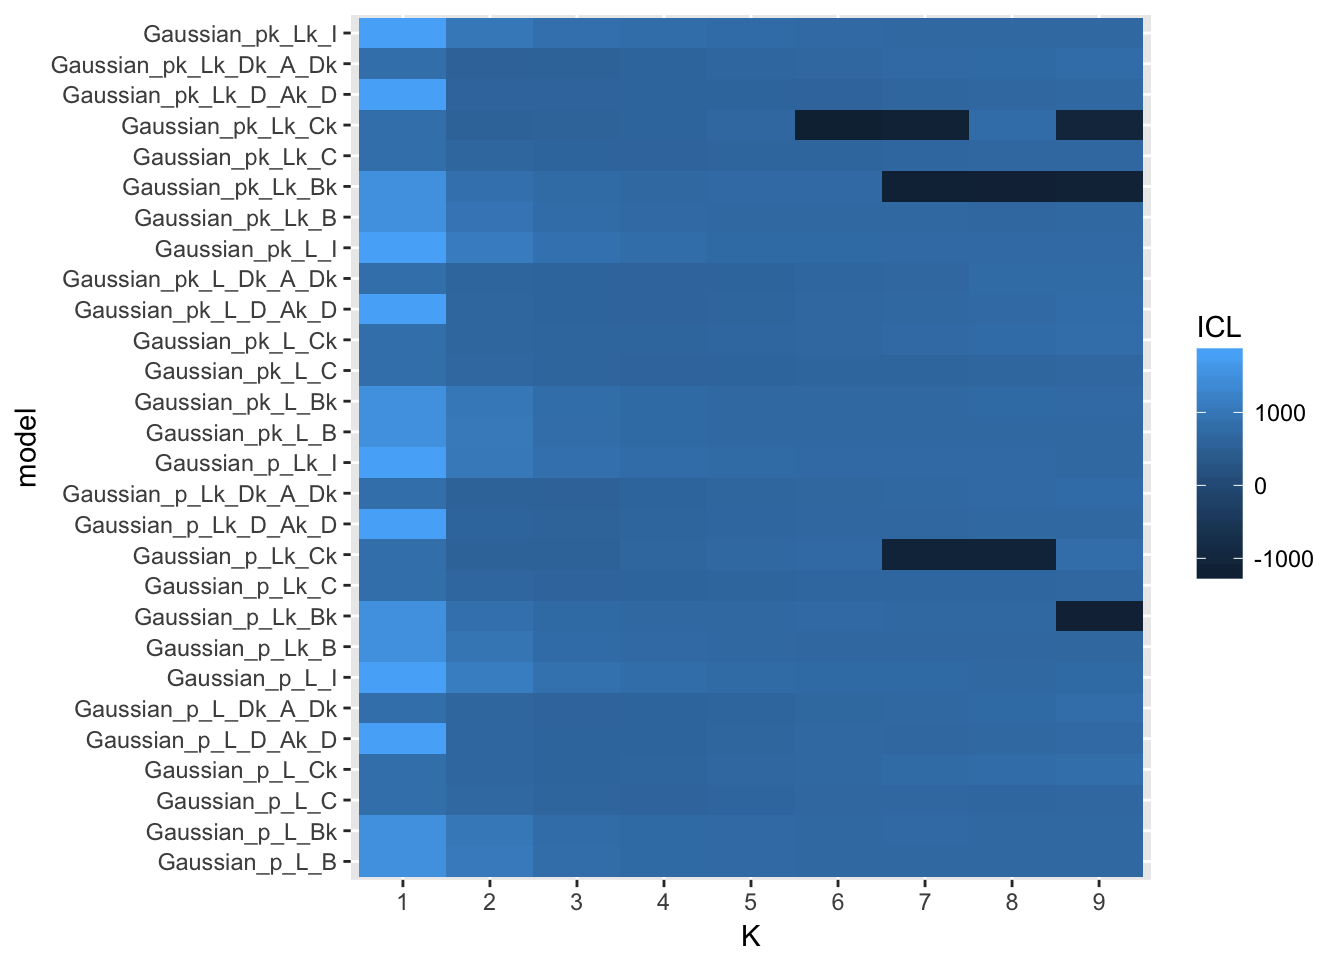 Gaussian_pk_Lk_I
Gaussian_pk_Lk_Dk_A_Dk
Gaussian_pk_Lk_D_Ak_D
Gaussian_pk_Lk_Ck
Gaussian_pk_Lk_C
Gaussian_pk_Lk_Bk
Gaussian_pk_Lk_B
Gaussian_pk_L_I
Gaussian_pk_L_Dk_A_Dk
Gaussian_pk_L_D_Ak_D
Gaussian_pk_L_Ck
Gaussian_pk_L_C
Gaussian_pk_L_Bk
Gaussian_pk_L_B
Gaussian_p_Lk_I
Gaussian_p_Lk_Dk_A_Dk
Gaussian_p_Lk_D_Ak_D
Gaussian_p_Lk_Ck
Gaussian_p_Lk_C
Gaussian_p_Lk_Bk
Gaussian_p_Lk_B
Gaussian_p_L_I
Gaussian_p_L_Dk_A_Dk
Gaussian_p_L_D_Ak_D
Gaussian_p_L_Ck
Gaussian_p_L_C
Gaussian_p_L_Bk
Gaussian_p_L_B
model
1 2 3 4 5 6 7 8 9
K
ICL
1000
0
-1000